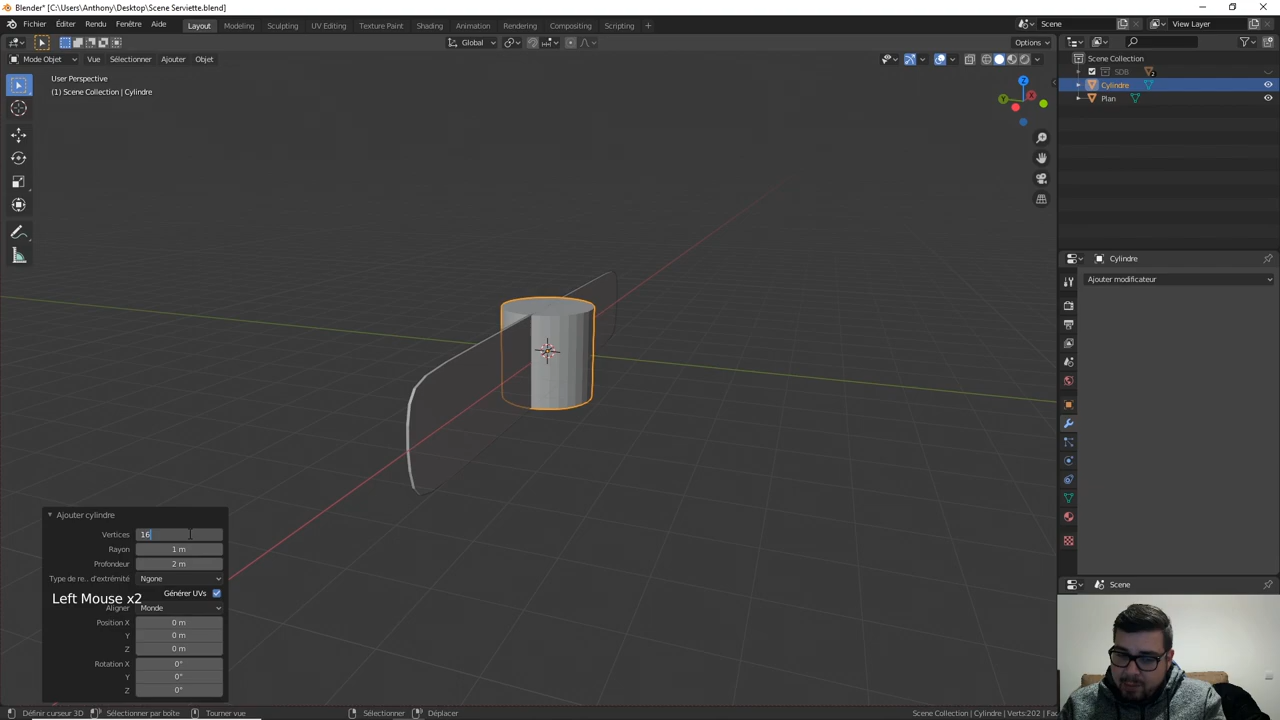 Blender* [C:\Users\Anthony\Desktop\Scene Serviette.blend]
Fichier Éditer Rendu Fenêtre Aide Layout Modeling Sculpting UV Editing Texture Paint Shading Animation Rendering Compositing Scripting + Scene View Layer
Global Options
Mode Objet Vue Sélectionner Ajouter Objet
User Perspective
(1) Scene Collection | Cylindre
Z
Y
X
Scene Collection
SDB 2
Cylindre
Plan
Cylindre
Ajouter modificateur
Scene
Ajouter cylindre
Vertices 16
Rayon 1 m
Profondeur 2 m
Type de re.. d'extrémité Ngone
Générer UVs
Left Mouse x2
Aligner Monde
Position X 0 m
Y 0 m
Z 0 m
Rotation X 0°
Y 0°
Z 0°
Définir curseur 3D Sélectionner par boîte Tourner vue Sélectionner Déplacer Scene Collection | Cylindre | Verts:202 | Fac